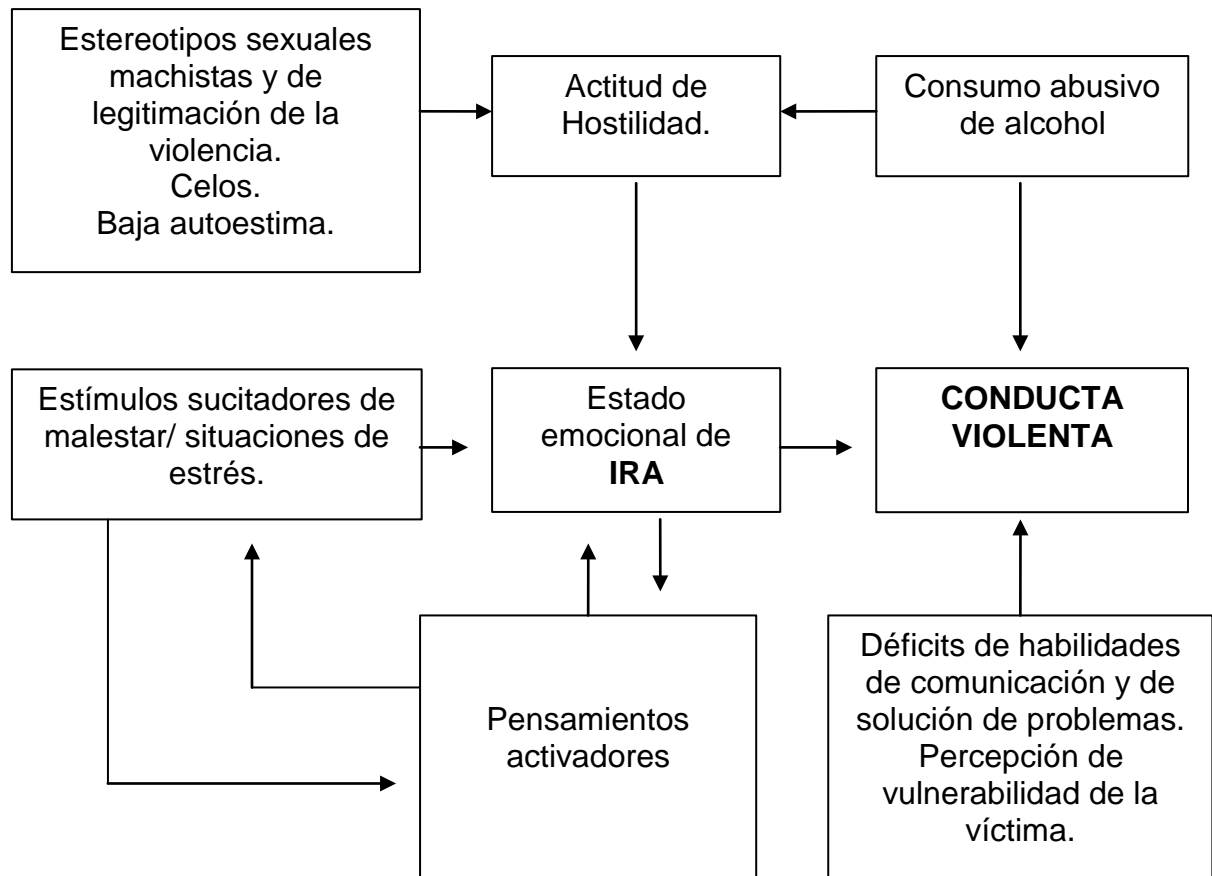 Estereotipos sexuales
machistas y de
legitimación de la
violencia.
Celos.
Baja autoestima.
Actitud de
Hostilidad.
Consumo abusivo
de alcohol
Estímulos sucitadores de
malestar/ situaciones de
estrés.
Estado
emocional de
IRA
CONDUCTA
VIOLENTA
Pensamientos
activadores
Déficits de habilidades
de comunicación y de
solución de problemas.
Percepción de
vulnerabilidad de la
víctima.